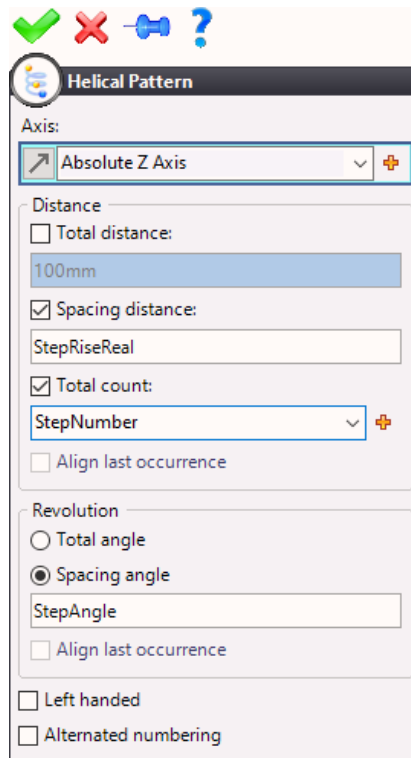 ?
Helical Pattern
Axis:
Absolute Z Axis
Distance
Total distance:
100mm
Spacing distance:
StepRiseReal
Total count:
StepNumber
Align last occurrence
Revolution
Total angle
Spacing angle
StepAngle
Align last occurrence
Left handed
Alternated numbering